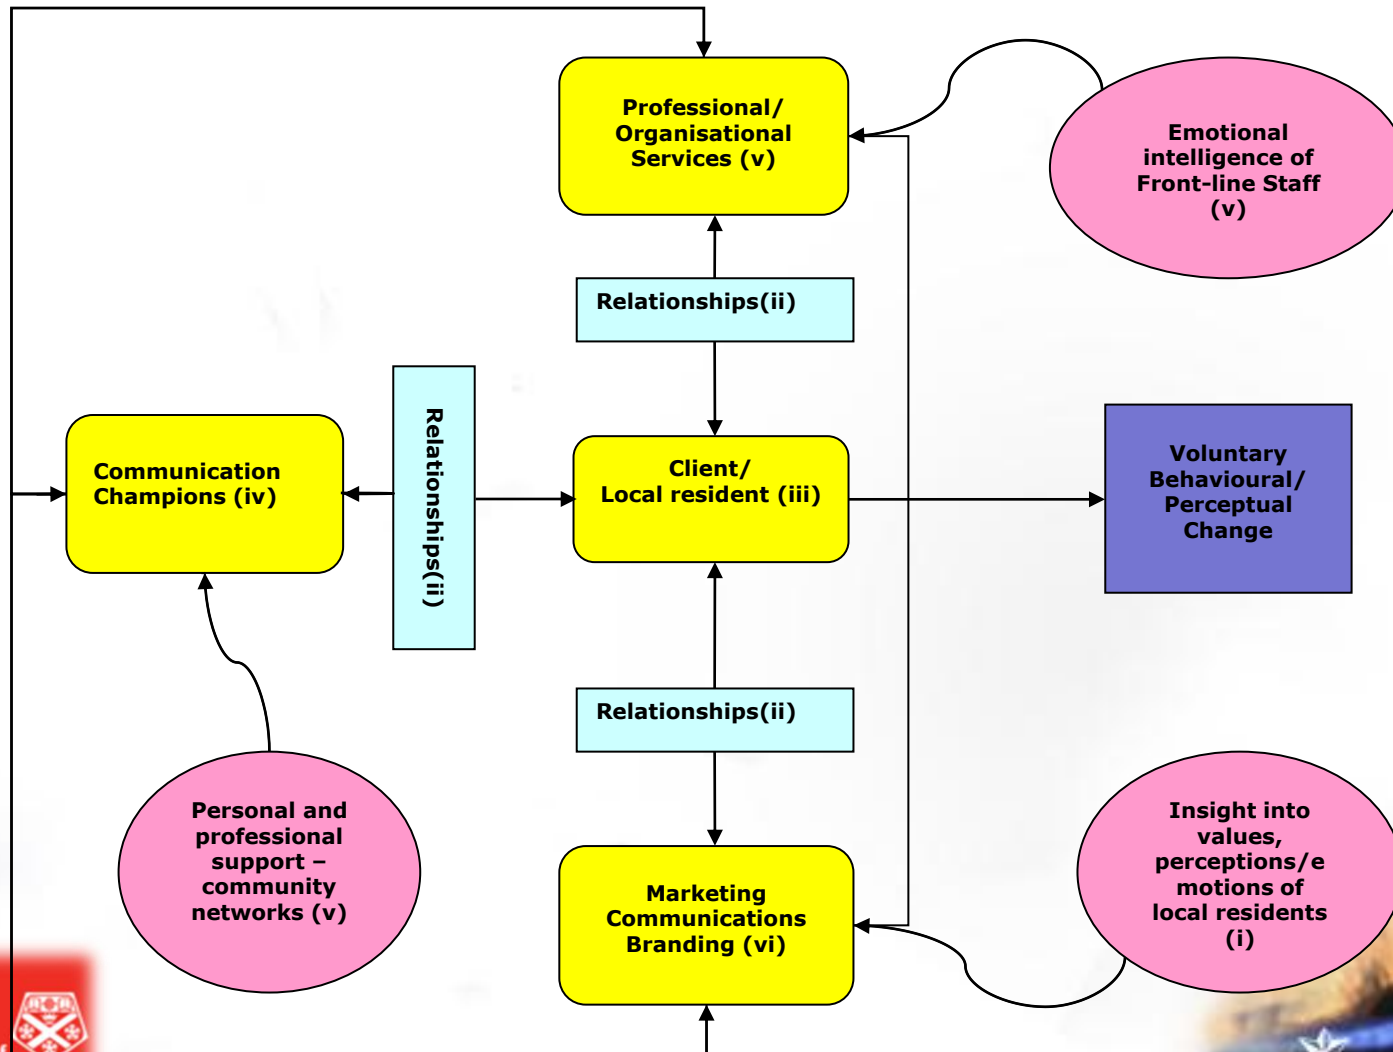 Professional/
Organisational
Services (v)
Emotional
intelligence of
Front-line Staff
(v)
Relationships(ii)
Relationships(ii)
Communication
Champions (iv)
Client/
Local resident (iii)
Voluntary
Behavioural/
Perceptual
Change
Relationships(ii)
Personal and
professional
support –
community
networks (v)
Marketing
Communications
Branding (vi)
Insight into
values,
perceptions/e
motions of
local residents
(i)